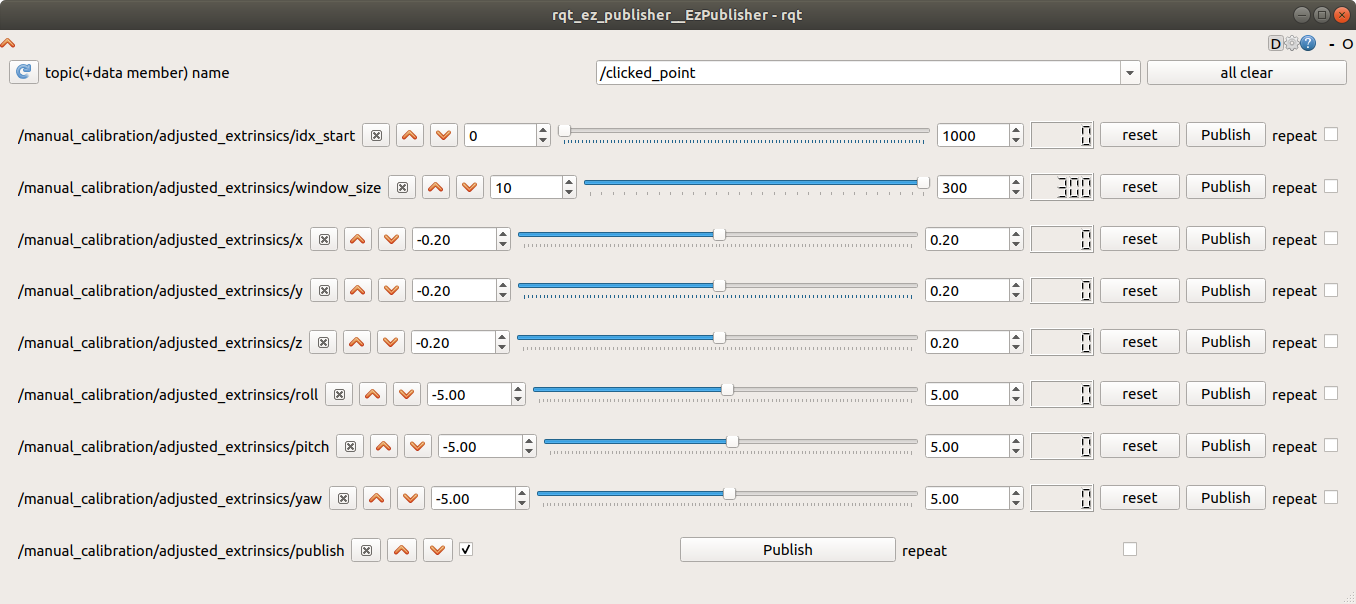 rqt_ez_publisher__EzPublisher - rqt
D ? - O
topic(+data member) name /clicked_point all clear
/manual_calibration/adjusted_extrinsics/idx_start 0 1000 0 reset Publish repeat
/manual_calibration/adjusted_extrinsics/window_size 10 300 300 reset Publish repeat
/manual_calibration/adjusted_extrinsics/x -0.20 0.20 0 reset Publish repeat
/manual_calibration/adjusted_extrinsics/y -0.20 0.20 0 reset Publish repeat
/manual_calibration/adjusted_extrinsics/z -0.20 0.20 0 reset Publish repeat
/manual_calibration/adjusted_extrinsics/roll -5.00 5.00 0 reset Publish repeat
/manual_calibration/adjusted_extrinsics/pitch -5.00 5.00 0 reset Publish repeat
/manual_calibration/adjusted_extrinsics/yaw -5.00 5.00 0 reset Publish repeat
/manual_calibration/adjusted_extrinsics/publish Publish repeat